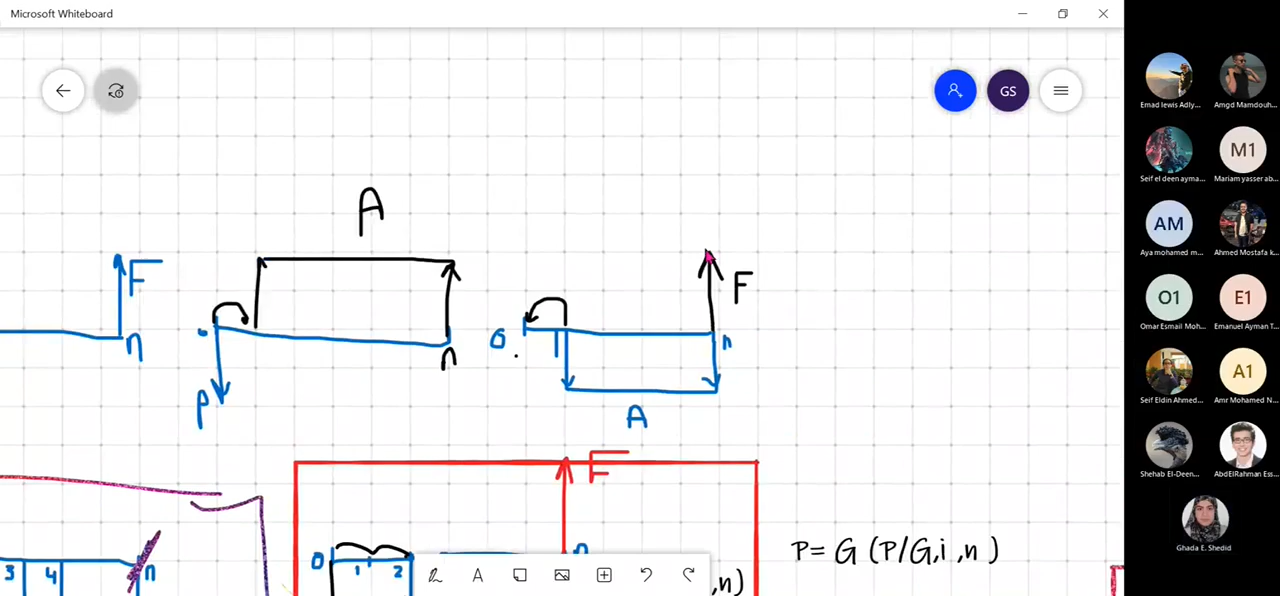 Microsoft Whiteboard
GS
A
F
n
P
n
0
F
n
A
F
0
1
2
n
3
4
n
,n)
P= G (P/G,i,n)
Emad lewis Adly...
Amgd Mamdouh...
Seif el deen ayma...
M1
Mariam yasser ab...
AM
Aya mohamed m...
Ahmed Mostafa k...
O1
Omar Esmail Moh...
E1
Emanuel Ayman T...
Seif Eldin Ahmed...
A1
Amr Mohamed N...
Shehab El-Deen...
AbdElRahman Ess...
Ghada E. Shedid